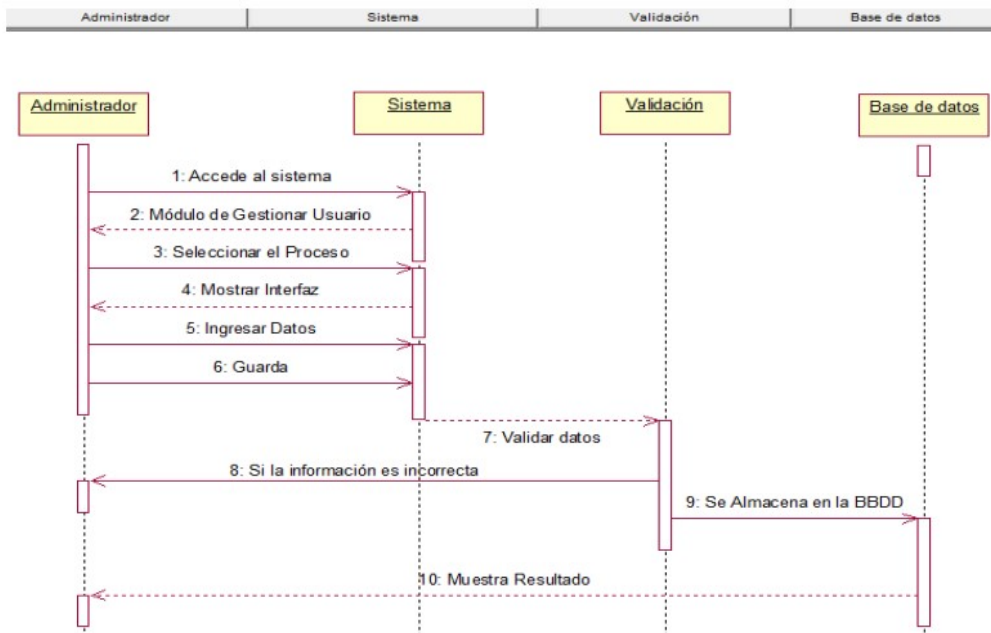 Administrador
Sistema
Validación
Base de datos
Administrador
Sistema
Validación
Base de datos
1: Accede al sistema
2: Módulo de Gestionar Usuario
3: Seleccionar el Proceso
4: Mostrar Interfaz
5: Ingresar Datos
6: Guarda
7: Validar datos
8: Si la información es incorrecta
9: Se Almacena en la BBDD
10: Muestra Resultado